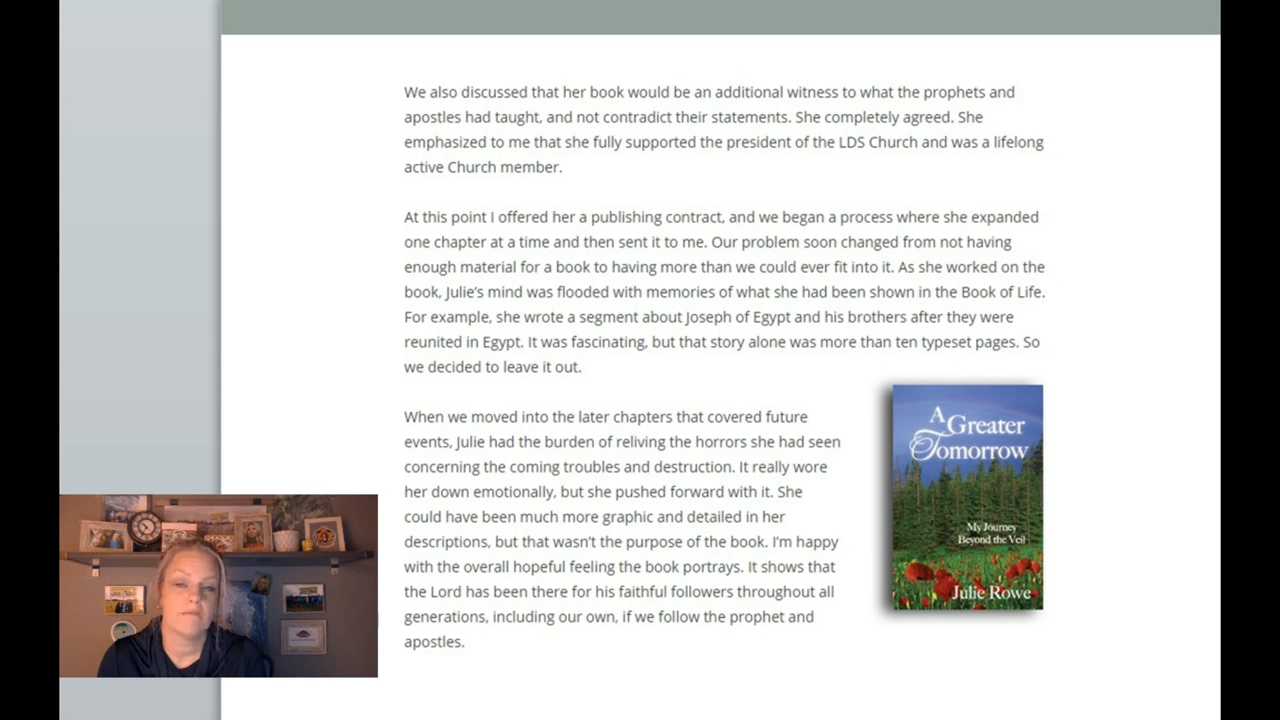 We also discussed that her book would be an additional witness to what the prophets and
apostles had taught, and not contradict their statements. She completely agreed. She
emphasized to me that she fully supported the president of the LDS Church and was a lifelong
active Church member.
At this point I offered her a publishing contract, and we began a process where she expanded
one chapter at a time and then sent it to me. Our problem soon changed from not having
enough material for a book to having more than we could ever fit into it. As she worked on the
book, Julie’s mind was flooded with memories of what she had been shown in the Book of Life.
For example, she wrote a segment about Joseph of Egypt and his brothers after they were
reunited in Egypt. It was fascinating, but that story alone was more than ten typeset pages. So
we decided to leave it out.
When we moved into the later chapters that covered future
events, Julie had the burden of reliving the horrors she had seen
concerning the coming troubles and destruction. It really wore
her down emotionally, but she pushed forward with it. She
could have been much more graphic and detailed in her
descriptions, but that wasn’t the purpose of the book. I’m happy
with the overall hopeful feeling the book portrays. It shows that
the Lord has been there for his faithful followers throughout all
generations, including our own, if we follow the prophet and
apostles.
A Greater
Tomorrow
My Journey
Beyond the Veil
Julie Rowe